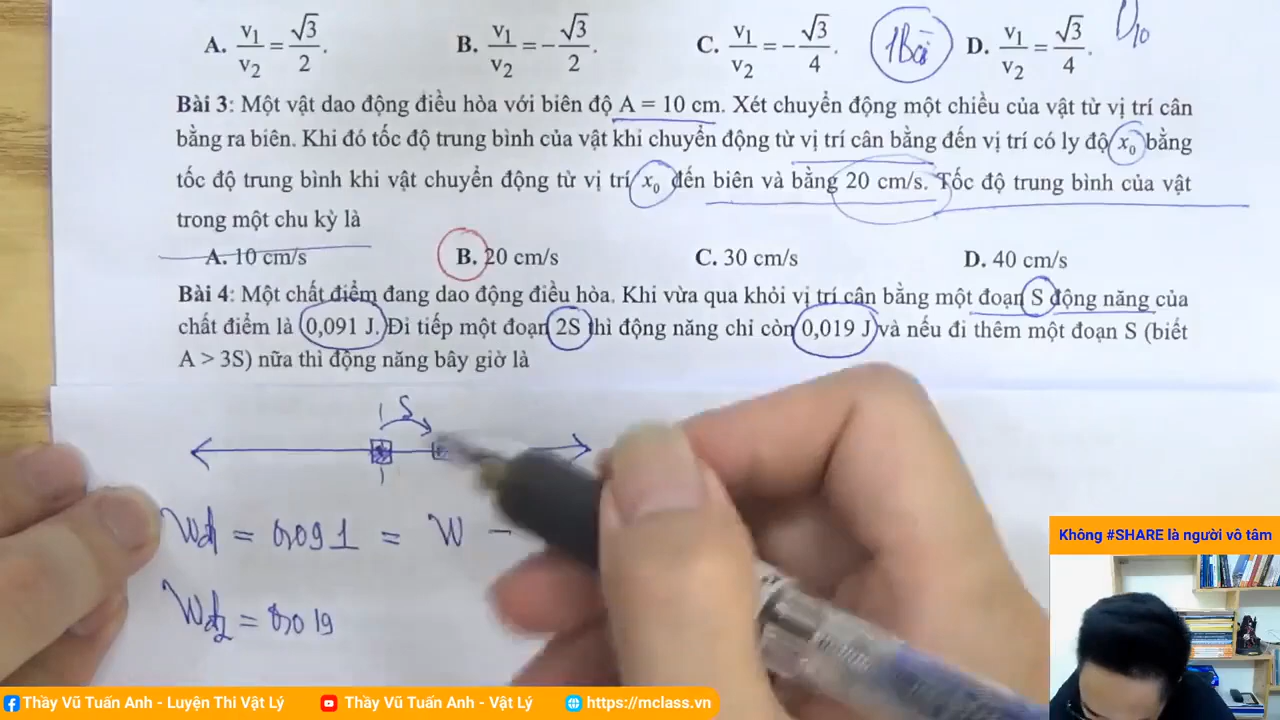 A. v₁/v₂ = √3/2. B. v₁/v₂ = −√3/2. C. v₁/v₂ = −√3/4. 1Bài D. v₁/v₂ = √3/4.
Bài 3: Một vật dao động điều hòa với biên độ A = 10 cm. Xét chuyển động một chiều của vật từ vị trí cân
bằng ra biên. Khi đó tốc độ trung bình của vật khi chuyển động từ vị trí cân bằng đến vị trí có ly độ x₀ bằng
tốc độ trung bình khi vật chuyển động từ vị trí x₀ đến biên và bằng 20 cm/s. Tốc độ trung bình của vật
trong một chu kỳ là
A. 10 cm/s B. 20 cm/s C. 30 cm/s D. 40 cm/s
Bài 4: Một chất điểm đang dao động điều hòa. Khi vừa qua khỏi vị trí cân bằng một đoạn S động năng của
chất điểm là 0,091 J. Đi tiếp một đoạn 2S thì động năng chỉ còn 0,019 J và nếu đi thêm một đoạn S (biết
A > 3S) nữa thì động năng bây giờ là
S
Wđ1 = 0,091 = W −
Wđ2 = 0,019
Không #SHARE là người vô tâm
Thầy Vũ Tuấn Anh - Luyện Thi Vật Lý Thầy Vũ Tuấn Anh - Vật Lý https://mclass.vn